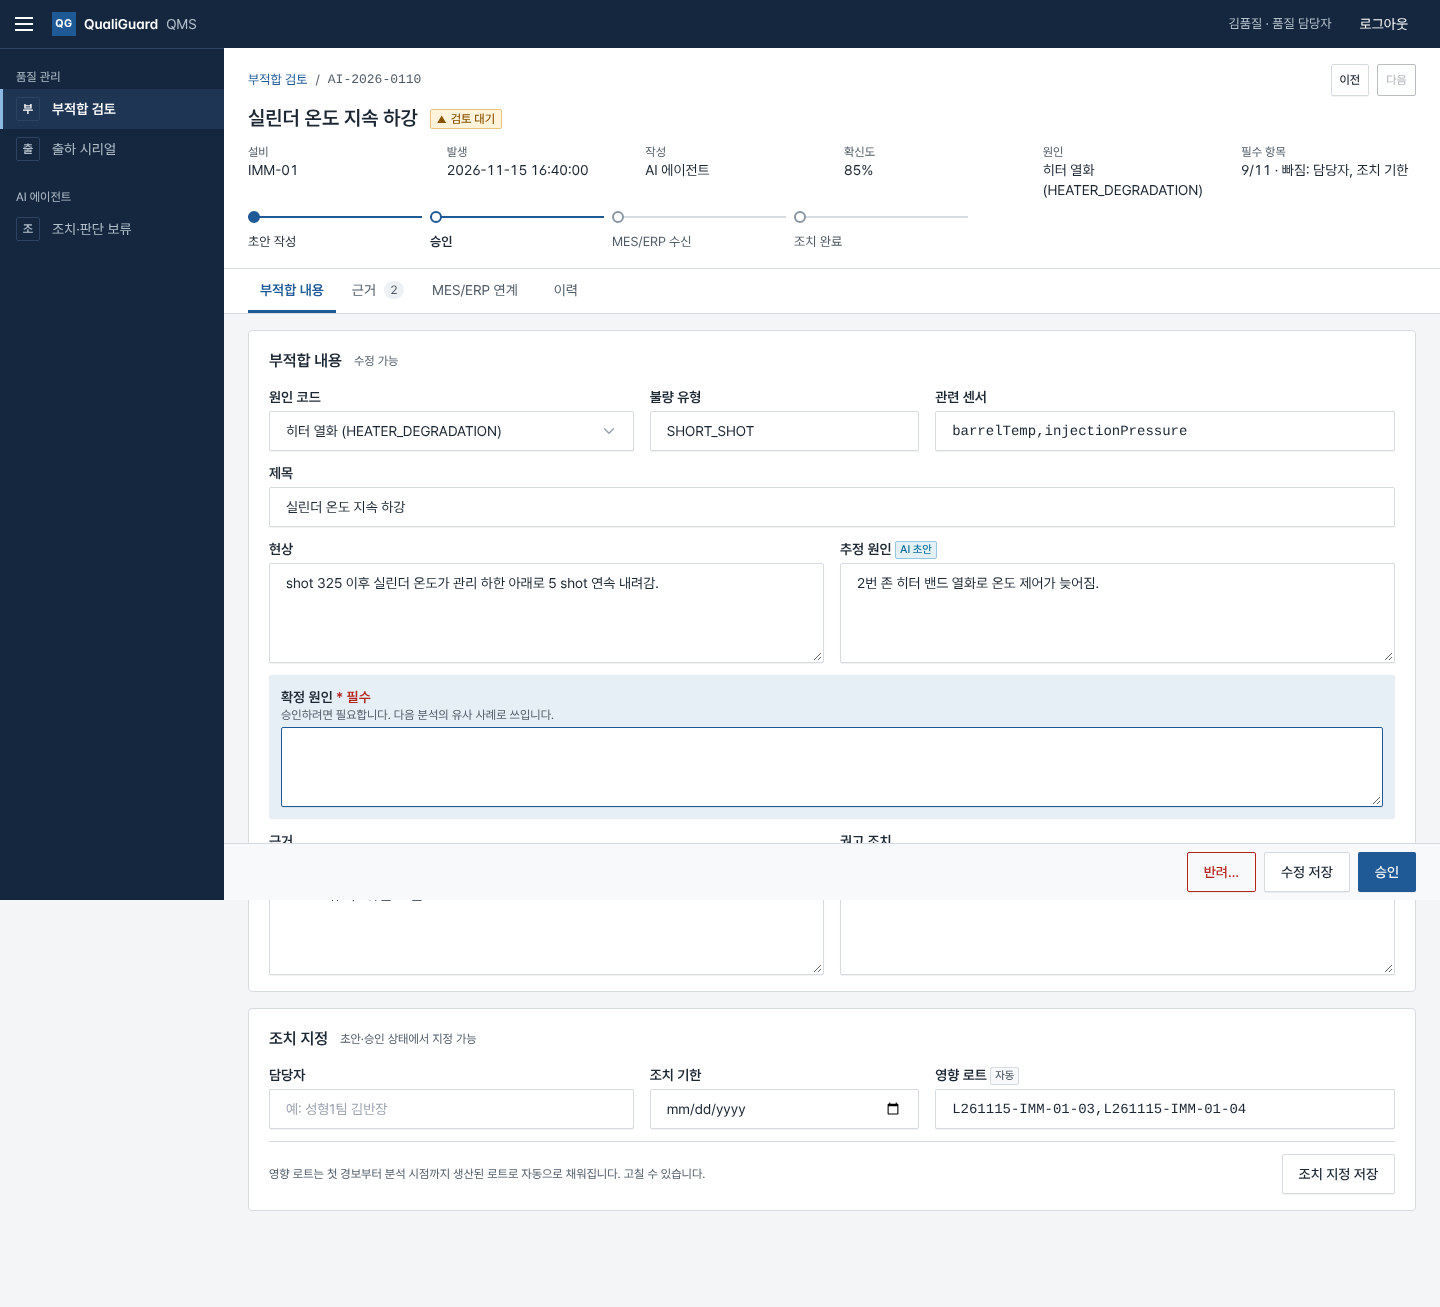 QG QualiGuard QMS
김품질 · 품질 담당자 로그아웃
품질 관리
부 부적합 검토
출 출하 시리얼
AI 에이전트
조 조치·판단 보류
부적합 검토 / AI-2026-0110
이전 다음
실린더 온도 지속 하강 ▲ 검토 대기
설비 발생 작성 확신도 원인 필수 항목
IMM-01 2026-11-15 16:40:00 AI 에이전트 85% 히터 열화 9/11 · 빠짐: 담당자, 조치 기한
(HEATER_DEGRADATION)
초안 작성 승인 MES/ERP 수신 조치 완료
부적합 내용 근거 2 MES/ERP 연계 이력
부적합 내용 수정 가능
원인 코드 불량 유형 관련 센서
히터 열화 (HEATER_DEGRADATION) SHORT_SHOT barrelTemp,injectionPressure
제목
실린더 온도 지속 하강
현상 추정 원인 AI 초안
shot 325 이후 실린더 온도가 관리 하한 아래로 5 shot 연속 내려감. 2번 존 히터 밴드 열화로 온도 제어가 늦어짐.
확정 원인 * 필수
승인하려면 필요합니다. 다음 분석의 유사 사례로 쓰입니다.
근거 권고 조치
반려... 수정 저장 승인
조치 지정 초안·승인 상태에서 지정 가능
담당자 조치 기한 영향 로트 자동
예: 성형1팀 김반장 mm/dd/yyyy L261115-IMM-01-03,L261115-IMM-01-04
영향 로트는 첫 경보부터 분석 시점까지 생산된 로트로 자동으로 채워집니다. 고칠 수 있습니다. 조치 지정 저장